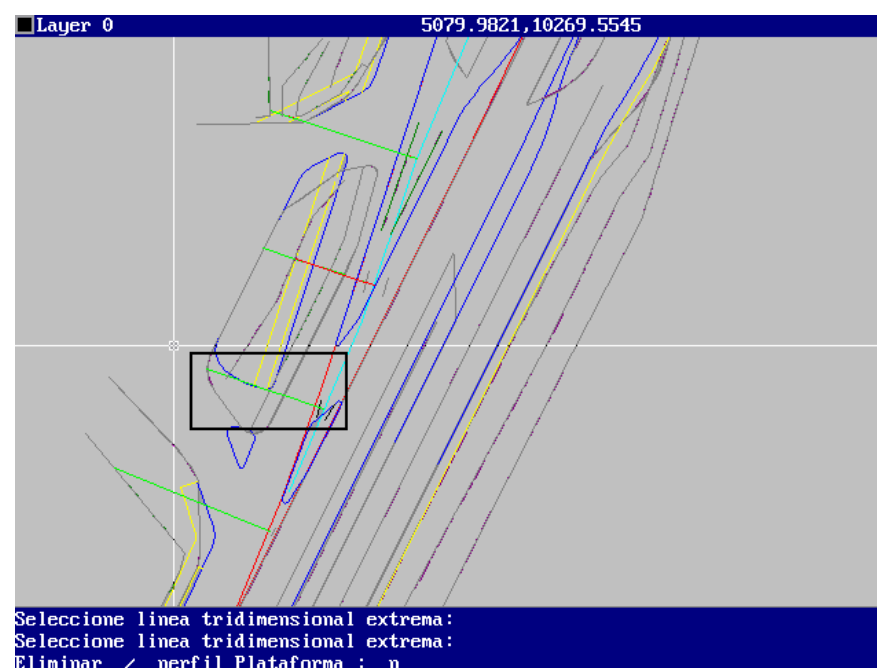 Layer 0 5079.9821,10269.5545
Seleccione linea tridimensional extrema:
Seleccione linea tridimensional extrema:
Eliminar / perfil Plataforma : n